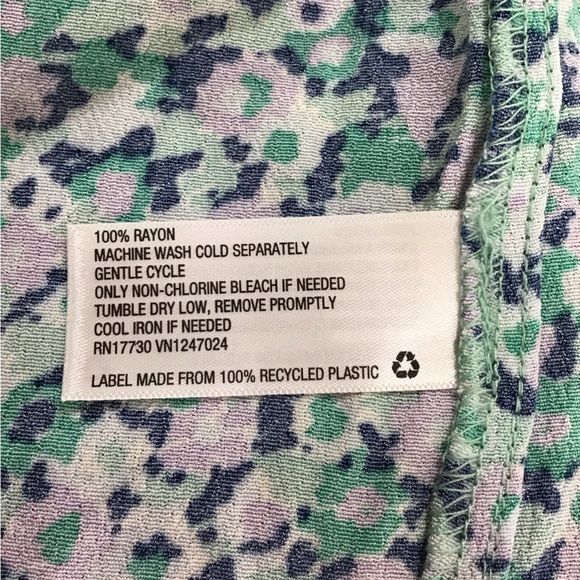 100% RAYON
MACHINE WASH COLD SEPARATELY
GENTLE CYCLE
ONLY NON-CHLORINE BLEACH IF NEEDED
TUMBLE DRY LOW, REMOVE PROMPTLY
COOL IRON IF NEEDED
RN17730 VN1247024
LABEL MADE FROM 100% RECYCLED PLASTIC